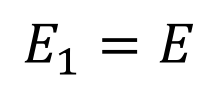 E₁ = E